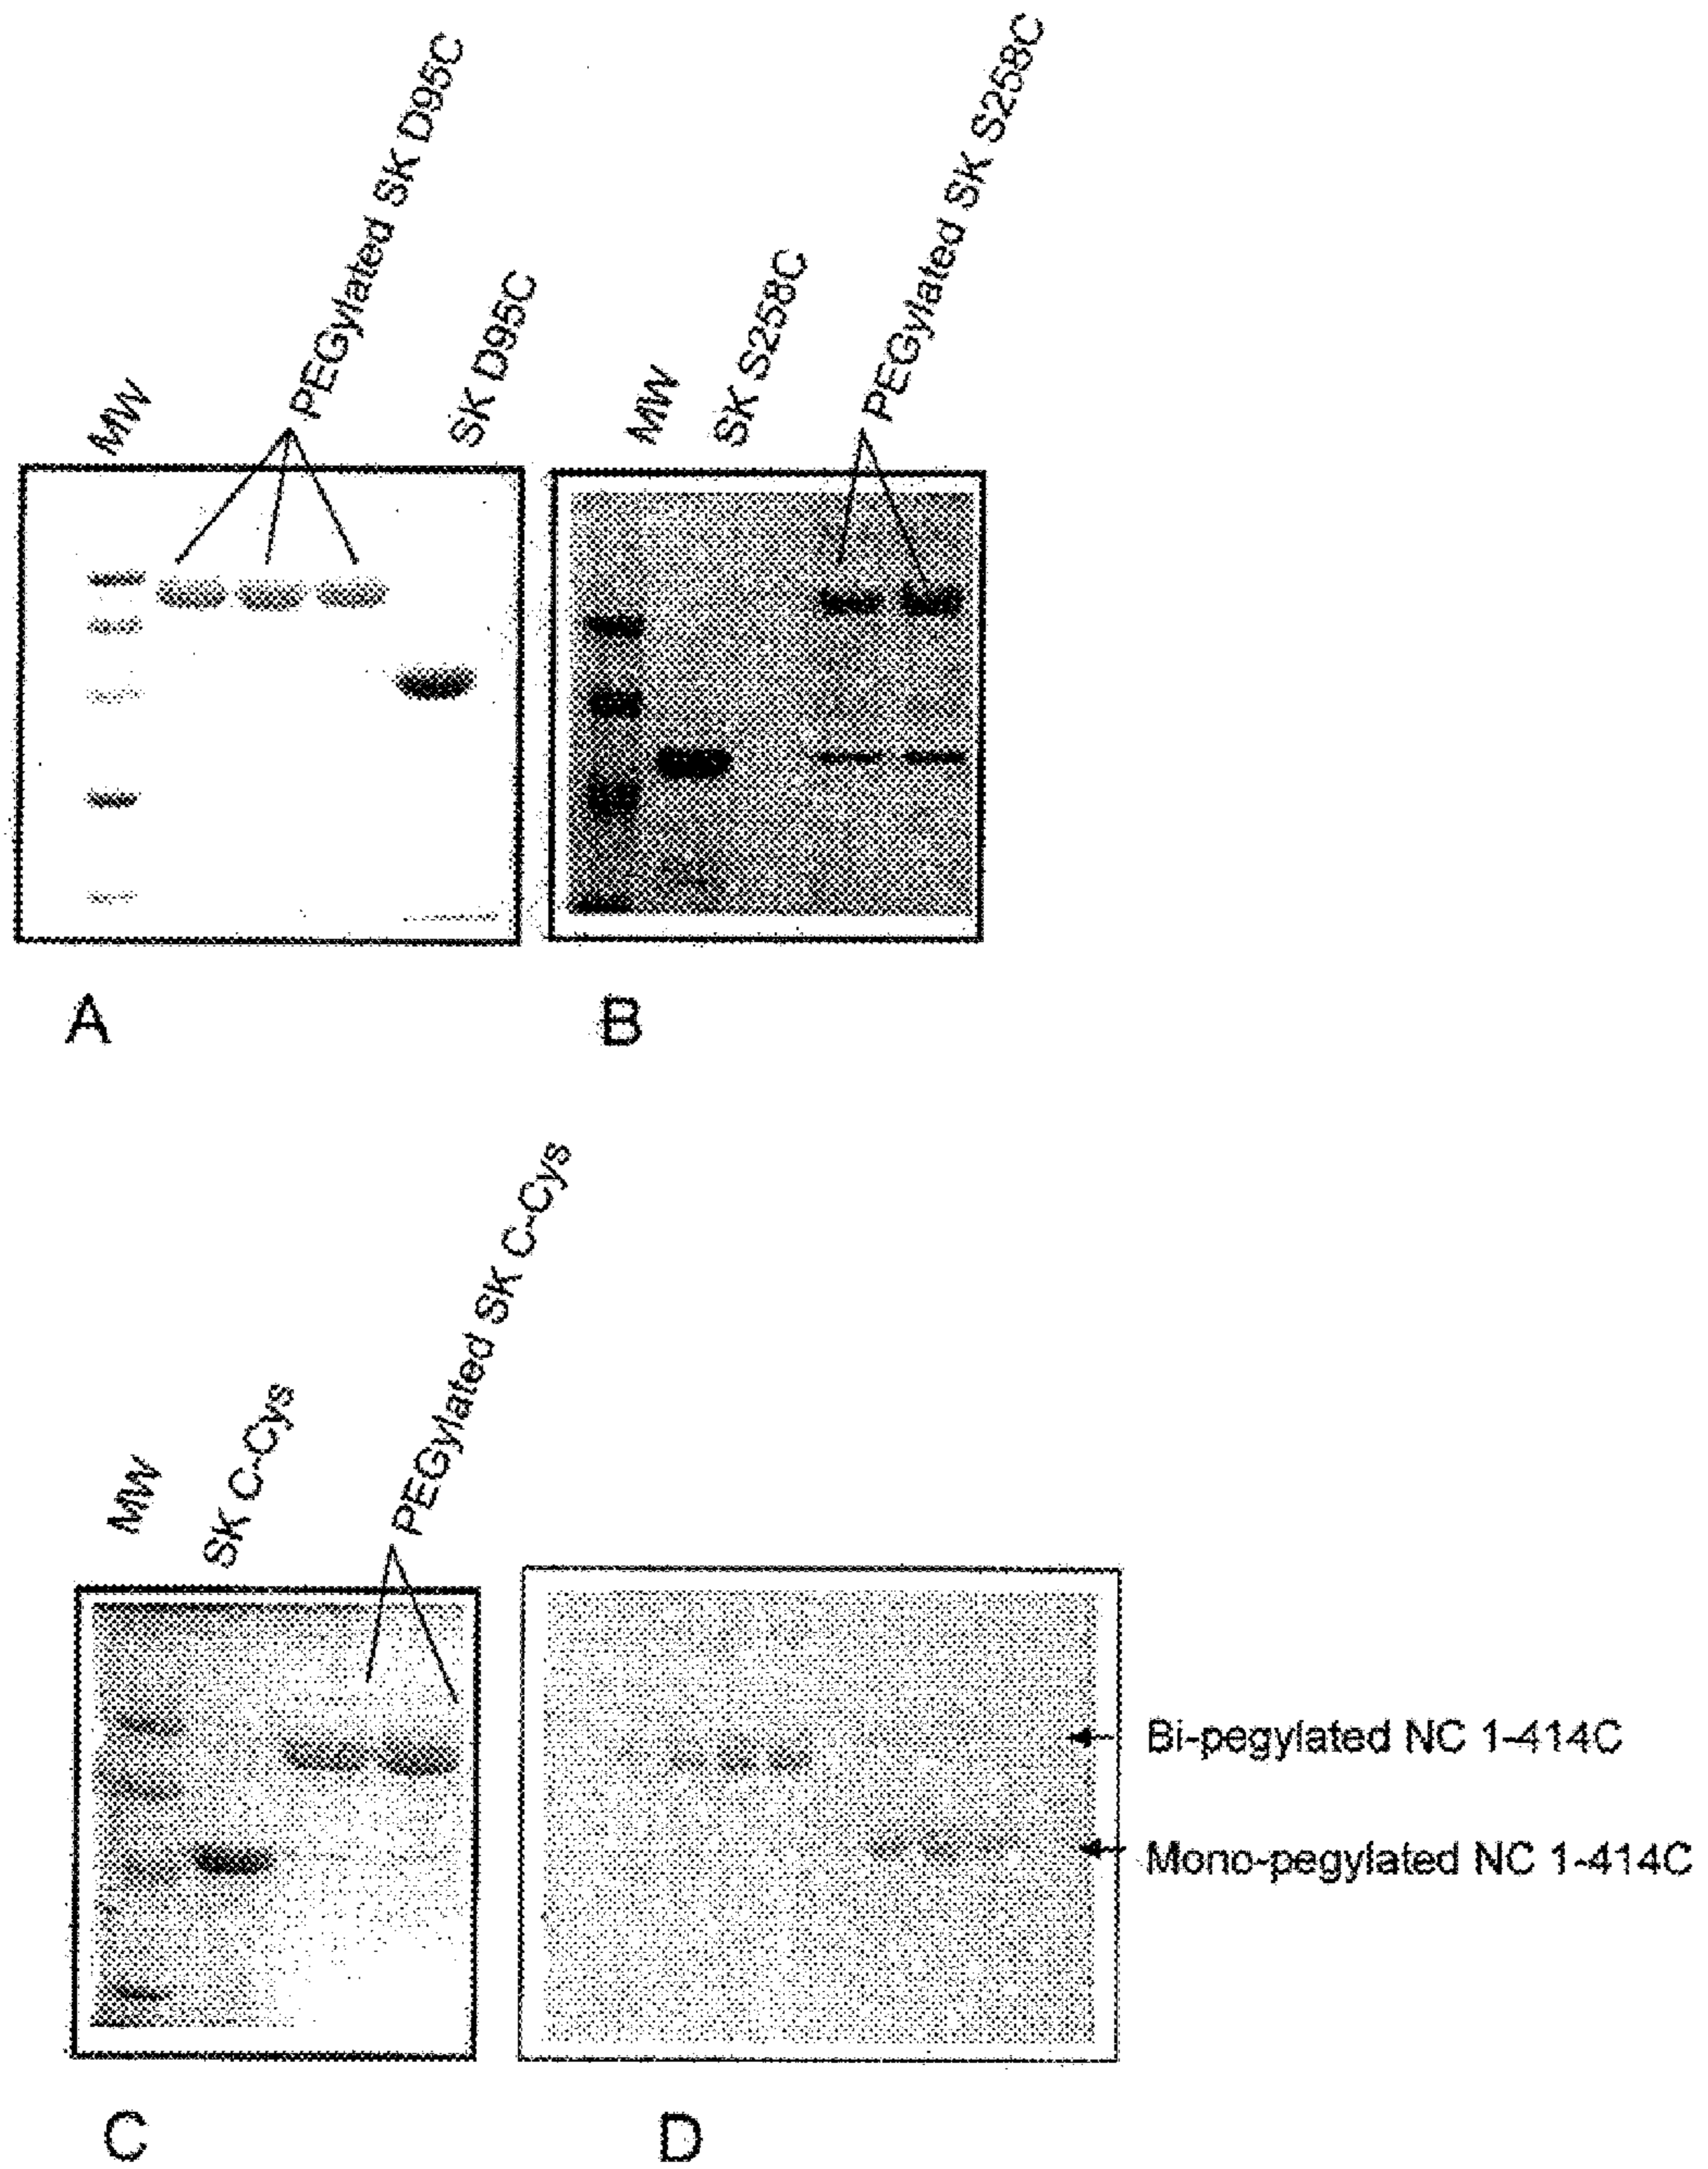 MW
PEGylated SK D95C
SK D95C
MW
SK S258C
PEGylated SK S258C
A
B
MW
SK C-Cys
PEGylated SK C-Cys
Bi-pegylated NC 1-414C
Mono-pegylated NC 1-414C
C
D